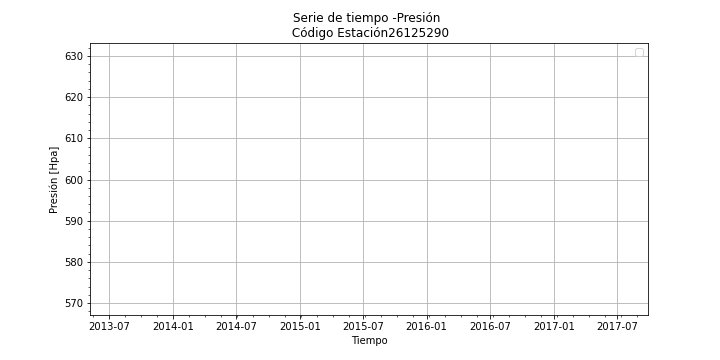 Serie de tiempo -Presión
Código Estación26125290
Presión [Hpa]
630
620
610
600
590
580
570
2013-07 2014-01 2014-07 2015-01 2015-07 2016-01 2016-07 2017-01 2017-07
Tiempo